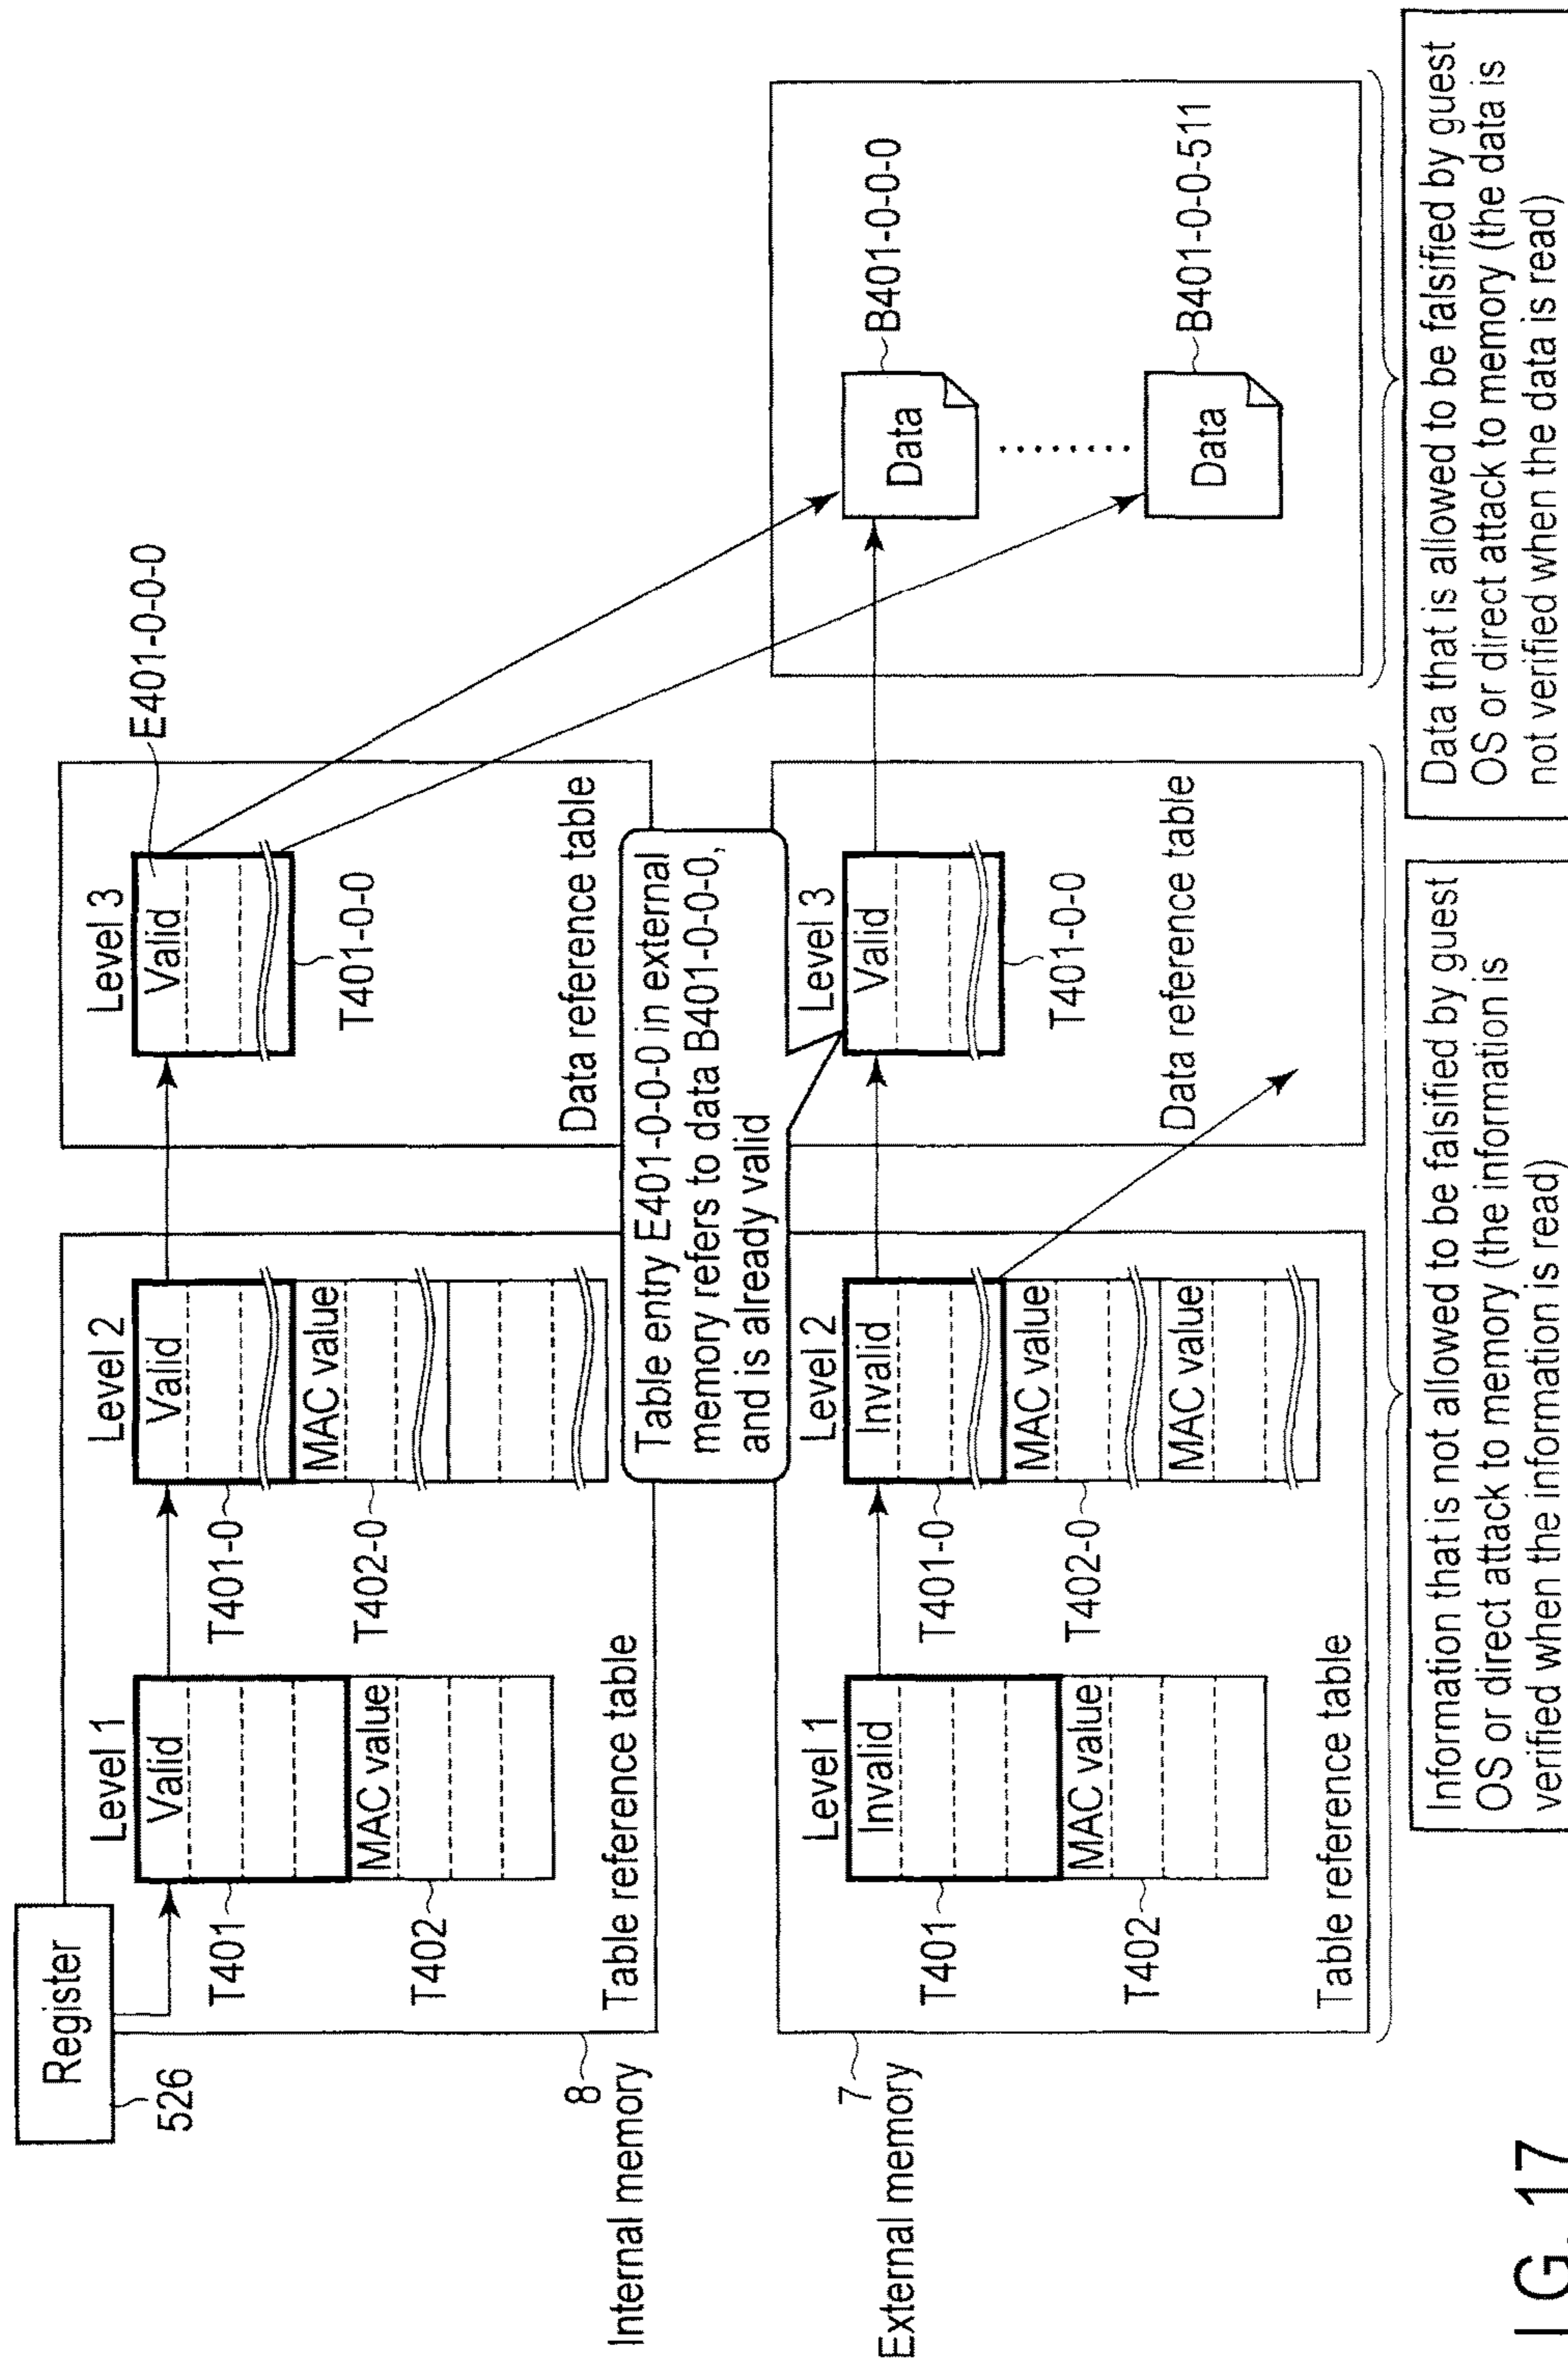 Register
526
Level 1
Valid
MAC value
T401
T402
Level 2
Valid
MAC value
T401-0
T402-0
Table reference table
Level 3
Valid
E401-0-0-0
T401-0-0
Data reference table
8
Internal memory
Table entry E401-0-0-0 in external
memory refers to data B401-0-0-0,
and is already valid
7
External memory
Level 1
Invalid
MAC value
T401
T402
Level 2
Invalid
MAC value
MAC value
T401-0
T402-0
Table reference table
Level 3
Valid
T401-0-0
Data reference table
Data
B401-0-0-0
Data
B401-0-0-511
Information that is not allowed to be falsified by guest
OS or direct attack to memory (the information is
verified when the information is read)
Data that is allowed to be falsified by guest
OS or direct attack to memory (the data is
not verified when the data is read)
I G. 17